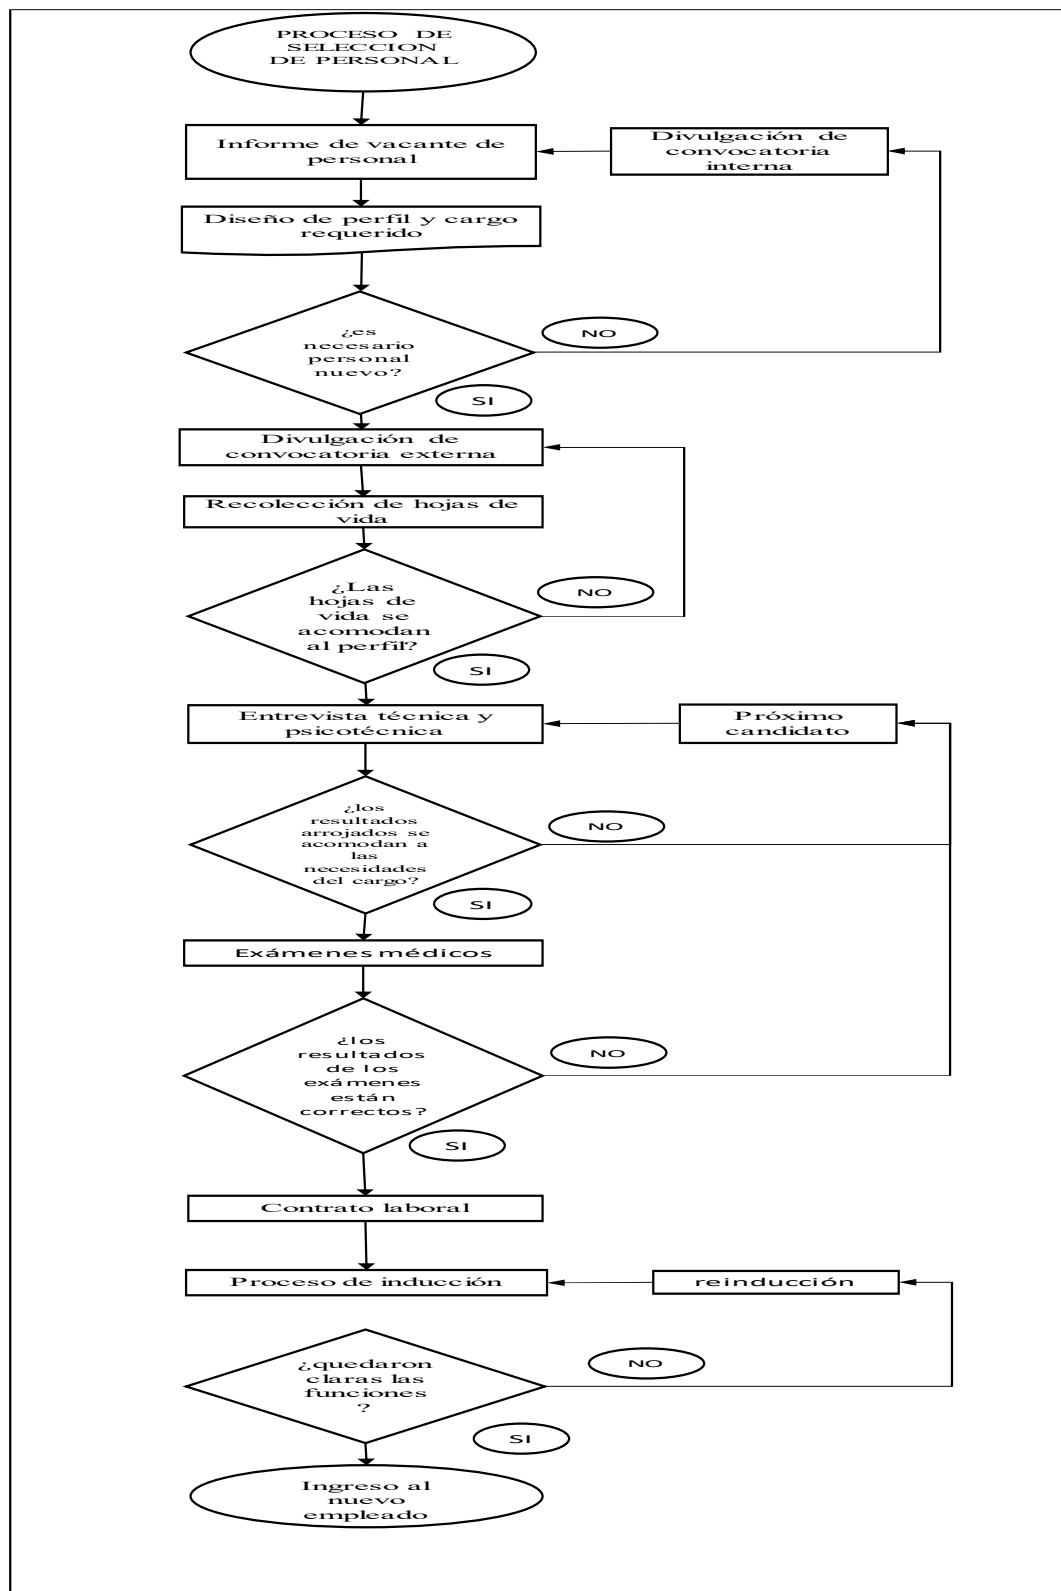 PROCESO DE
SELECCION
DE PERSONAL
Informe de vacante de
personal
Divulgación de
convocatoria
interna
Diseño de perfil y cargo
requerido
¿es
necesario
personal
nuevo?
NO
SI
Divulgación de
convocatoria externa
Recolección de hojas de
vida
¿Las
hojas de
vida se
acomodan
al perfil?
NO
SI
Entrevista técnica y
psicotécnica
Próximo
candidato
¿los
resultados
arrojados se
acomodan a
las
necesidades
del cargo?
NO
SI
Exámenes médicos
¿los
resultados
de los
exámenes
están
correctos?
NO
SI
Contrato laboral
Proceso de inducción
reinducción
¿quedaron
claras las
funciones
?
NO
SI
Ingreso al
nuevo
empleado